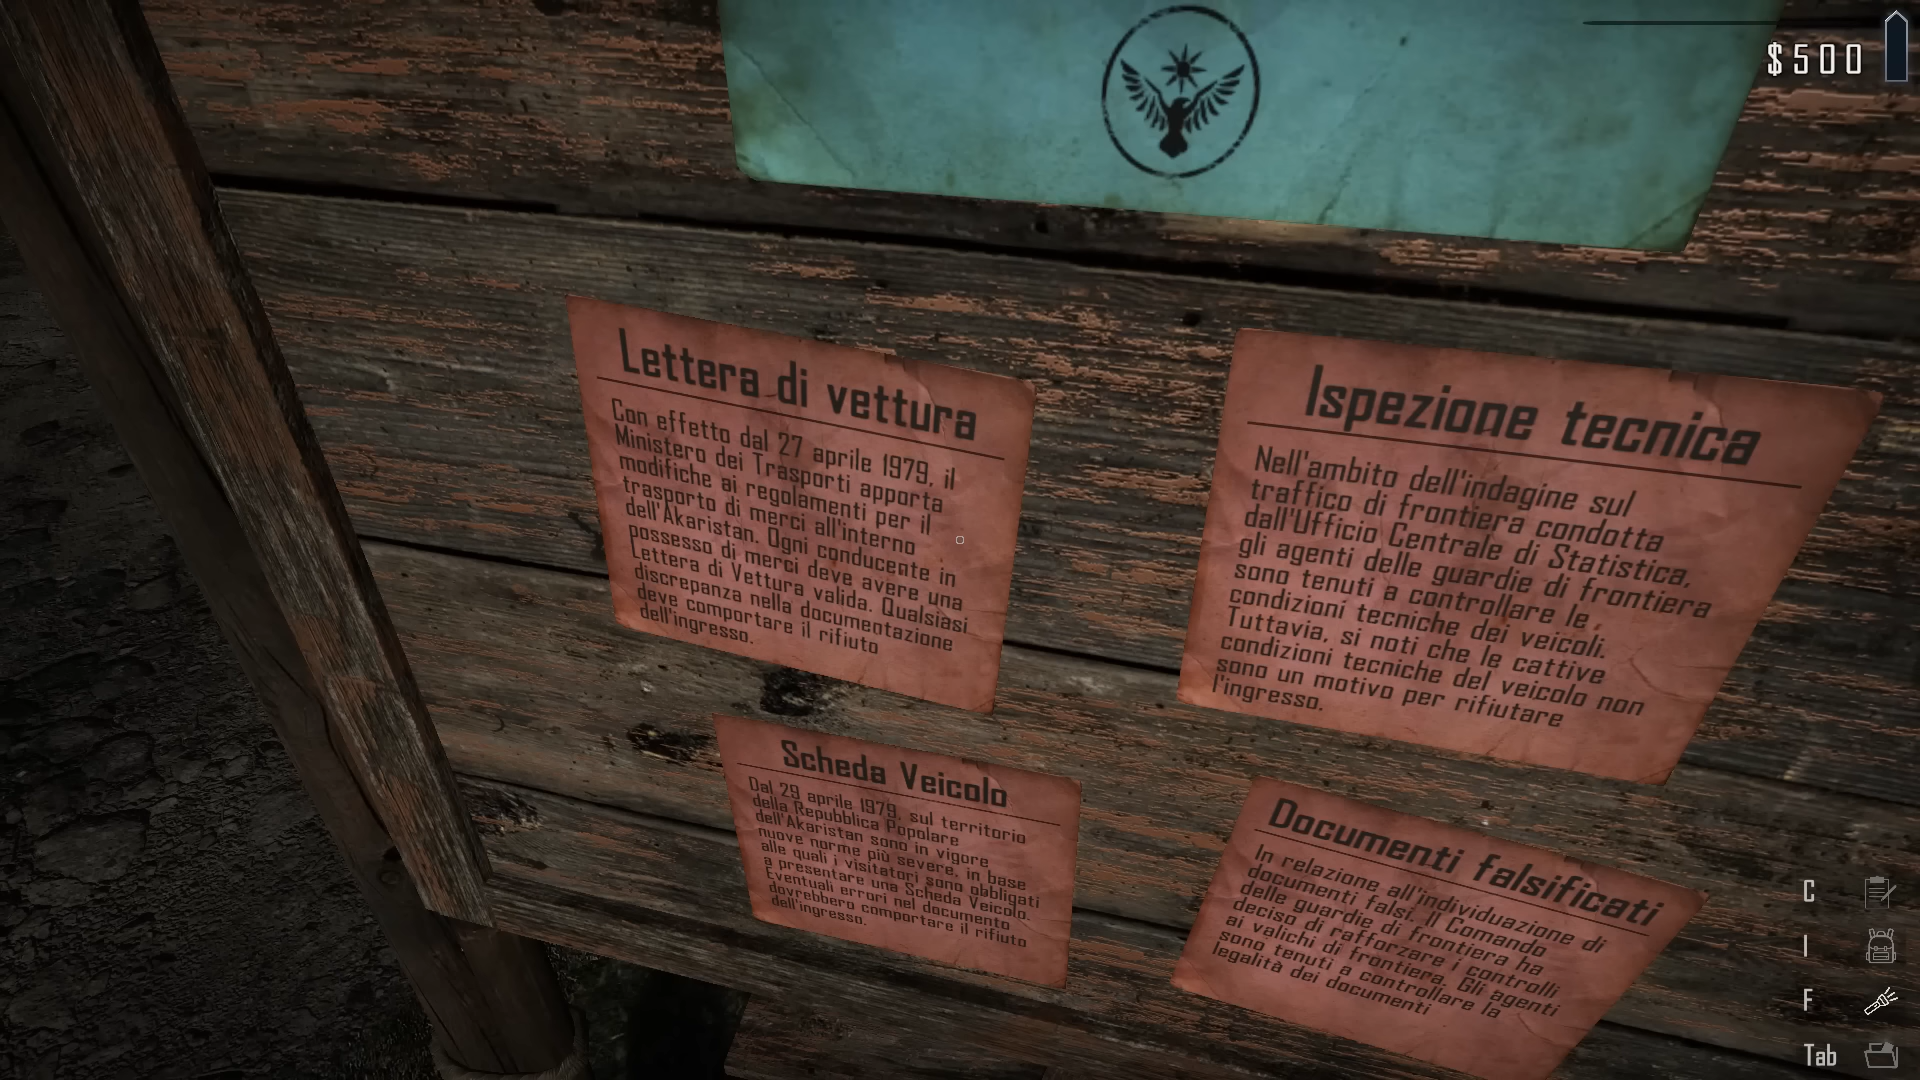 $500
Lettera di vettura
Con effetto dal 27 aprile 1979, il
Ministero dei Trasporti apporta
modifiche ai regolamenti per il
trasporto di merci all'interno
dell'Akaristan. Ogni conducente in
possesso di merci deve avere una
Lettera di Vettura valida. Qualsiasi
discrepanza nella documentazione
deve comportare il rifiuto
dell'ingresso.
Ispezione tecnica
Nell'ambito dell'indagine sul
traffico di frontiera condotta
dall'Ufficio Centrale di Statistica,
gli agenti delle guardie di frontiera
sono tenuti a controllare le
condizioni tecniche dei veicoli.
Tuttavia, si noti che le cattive
condizioni tecniche del veicolo non
sono un motivo per rifiutare
l'ingresso.
Scheda Veicolo
Dal 29 aprile 1979, sul territorio
della Repubblica Popolare
dell'Akaristan sono in vigore
nuove norme più severe, in base
alle quali i visitatori sono obbligati
a presentare una Scheda Veicolo.
Eventuali errori nel documento
dovrebbero comportare il rifiuto
dell'ingresso.
Documenti falsificati
In relazione all'individuazione di
documenti falsi, Il Comando
delle guardie di frontiera ha
deciso di rafforzare i controlli
ai valichi di frontiera. Gli agenti
sono tenuti a controllare la
legalità dei documenti
C
I
F
Tab